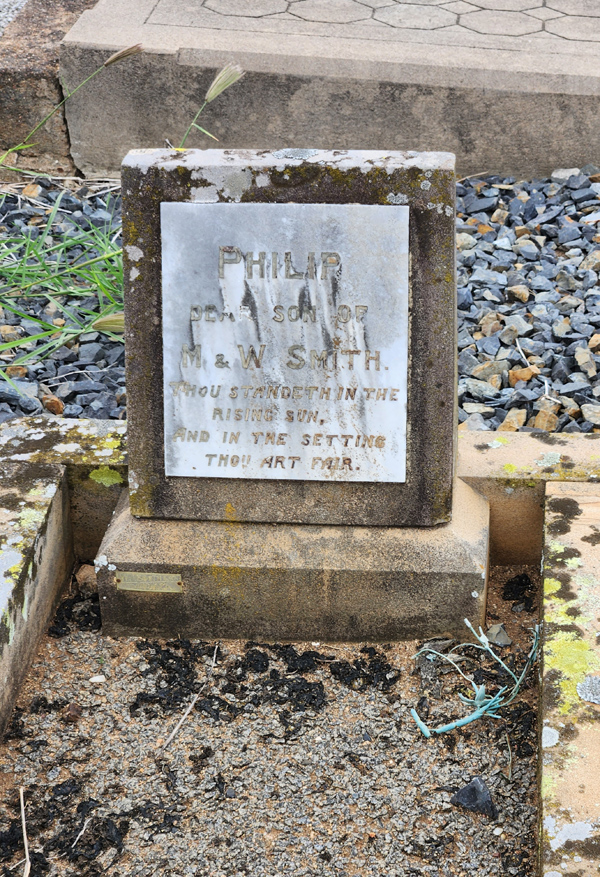 PHILIP
DEAR SON OF
M. & W. SMITH.
THOU STANDETH IN THE
RISING SUN,
AND IN THE SETTING
THOU ART FAIR.